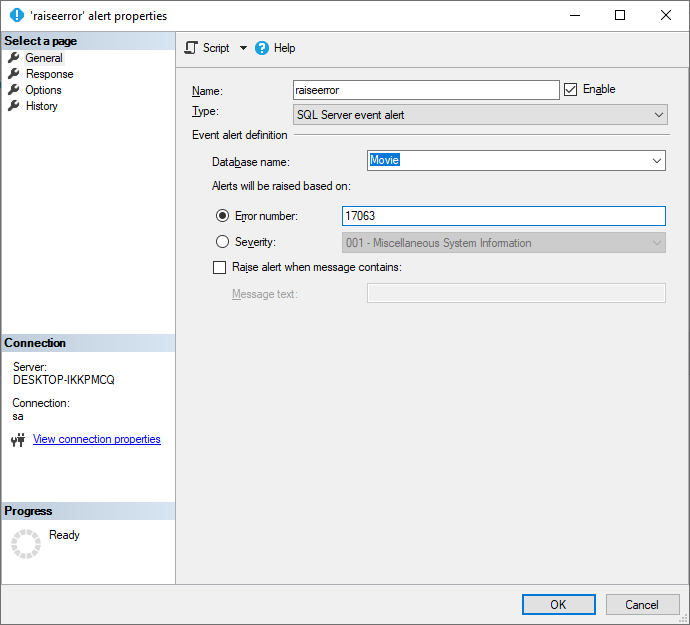 'raiseerror' alert properties
Select a page
General
Response
Options
History
Connection
Server:
DESKTOP-IKKPMCQ
Connection:
sa
View connection properties
Progress
Ready
Script Help
Name: raiseerror Enable
Type: SQL Server event alert
Event alert definition
Database name: Movie
Alerts will be raised based on:
Error number: 17063
Severity: 001 - Miscellaneous System Information
Raise alert when message contains:
Message text:
OK Cancel